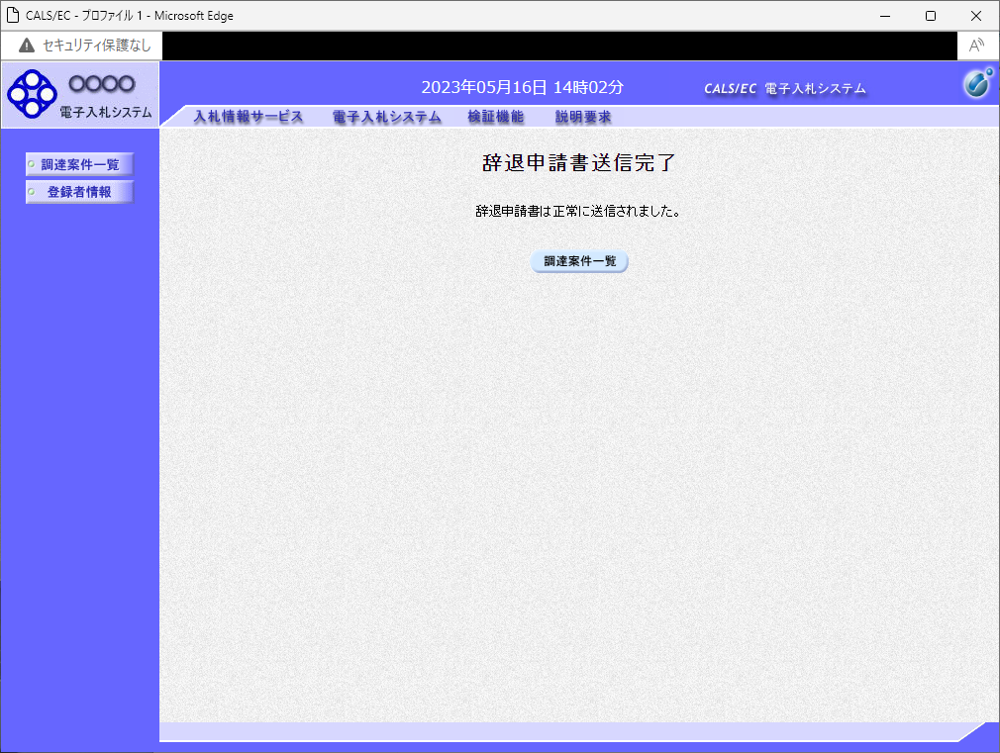 CALS/EC - プロファイル 1 - Microsoft Edge
セキュリティ保護なし
〇〇〇〇
電子入札システム
2023年05月16日 14時02分
CALS/EC 電子入札システム
入札情報サービス 電子入札システム 検証機能 説明要求
調達案件一覧
登録者情報
辞退申請書送信完了
辞退申請書は正常に送信されました。
調達案件一覧